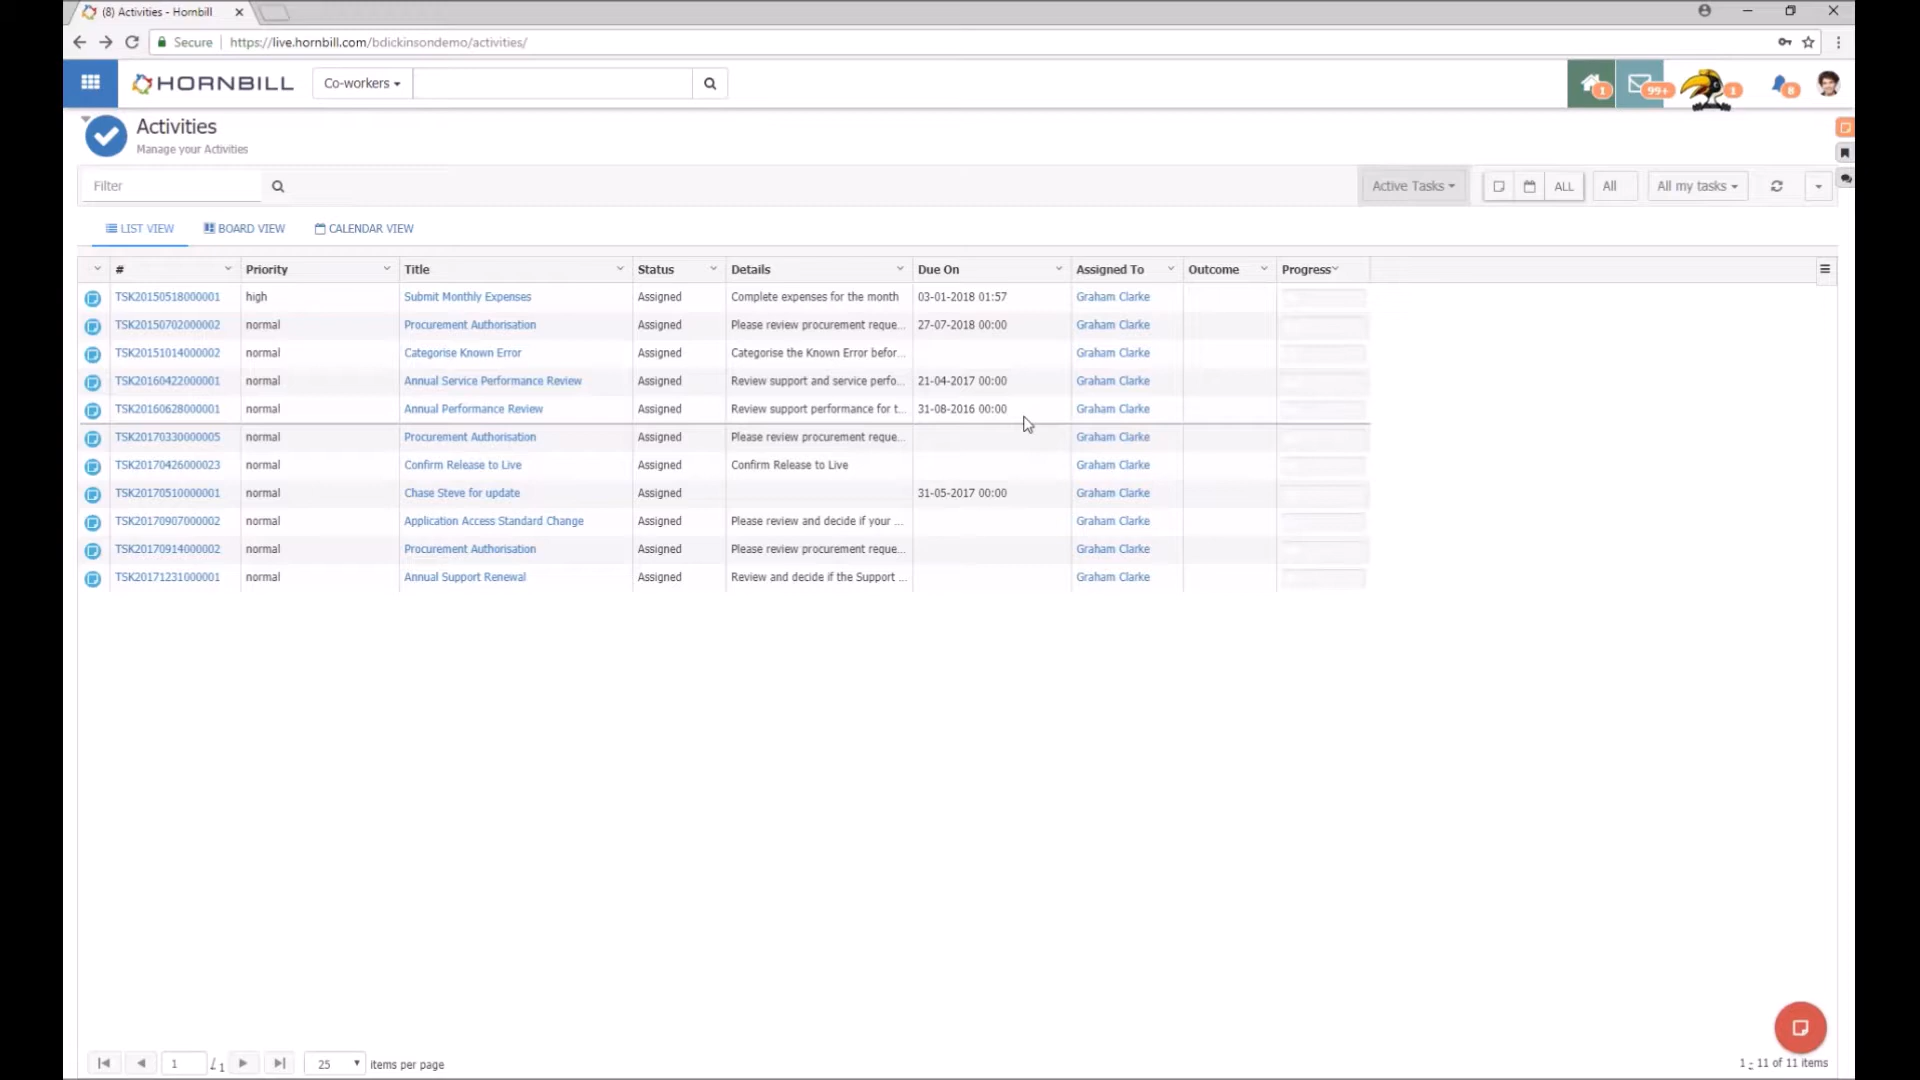 (8) Activities - Hornbill
Secure https://live.hornbill.com/bdickinsondemo/activities/
HORNBILL Co-workers 1 99+ 1 8
Activities
Manage your Activities
Filter Active Tasks ALL All All my tasks
LIST VIEW BOARD VIEW CALENDAR VIEW
# Priority Title Status Details Due On Assigned To Outcome Progress
TSK20150518000001 high Submit Monthly Expenses Assigned Complete expenses for the month 03-01-2018 01:57 Graham Clarke
TSK20150702000002 normal Procurement Authorisation Assigned Please review procurement reque... 27-07-2018 00:00 Graham Clarke
TSK20151014000002 normal Categorise Known Error Assigned Categorise the Known Error befor... Graham Clarke
TSK20160422000001 normal Annual Service Performance Review Assigned Review support and service perfo... 21-04-2017 00:00 Graham Clarke
TSK20160628000001 normal Annual Performance Review Assigned Review support performance for t... 31-08-2016 00:00 Graham Clarke
TSK20170330000005 normal Procurement Authorisation Assigned Please review procurement reque... Graham Clarke
TSK20170426000023 normal Confirm Release to Live Assigned Confirm Release to Live Graham Clarke
TSK20170510000001 normal Chase Steve for update Assigned 31-05-2017 00:00 Graham Clarke
TSK20170907000002 normal Application Access Standard Change Assigned Please review and decide if your ... Graham Clarke
TSK20170914000002 normal Procurement Authorisation Assigned Please review procurement reque... Graham Clarke
TSK20171231000001 normal Annual Support Renewal Assigned Review and decide if the Support ... Graham Clarke
1 / 1 25 items per page 1 - 11 of 11 items